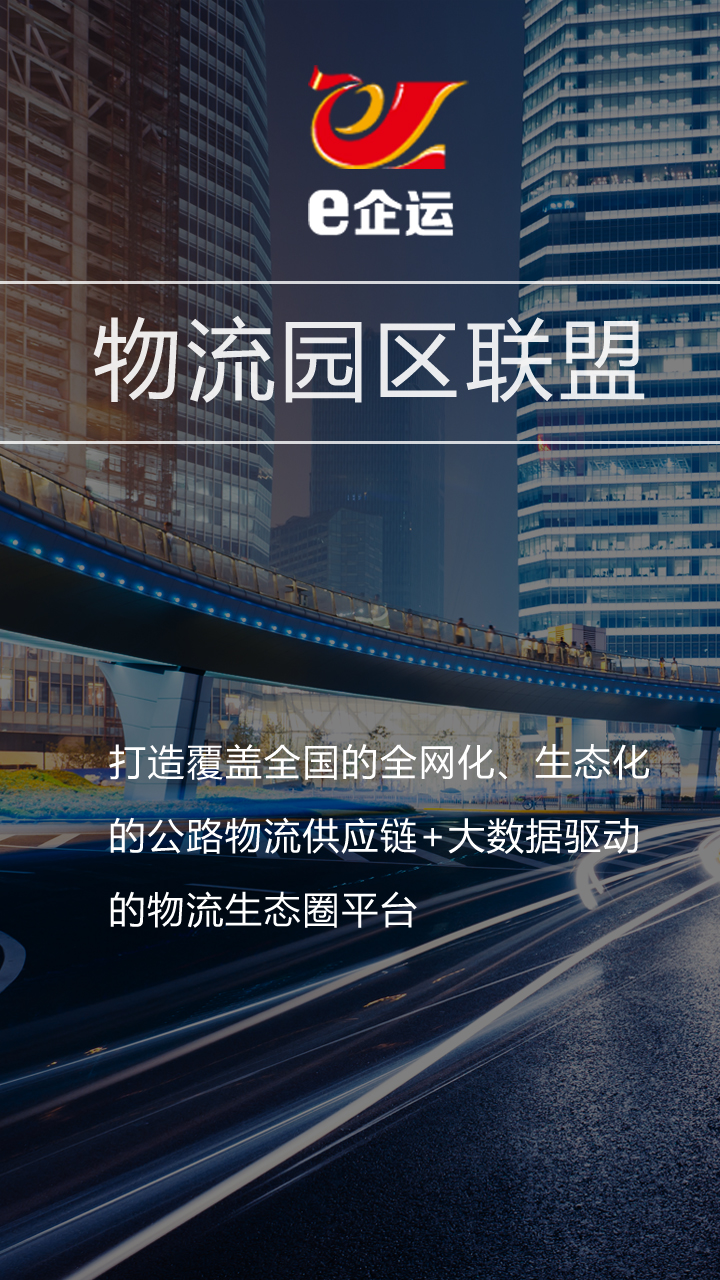 e企运
物流园区联盟
打造覆盖全国的全网化、生态化
的公路物流供应链+大数据驱动
的物流生态圈平台